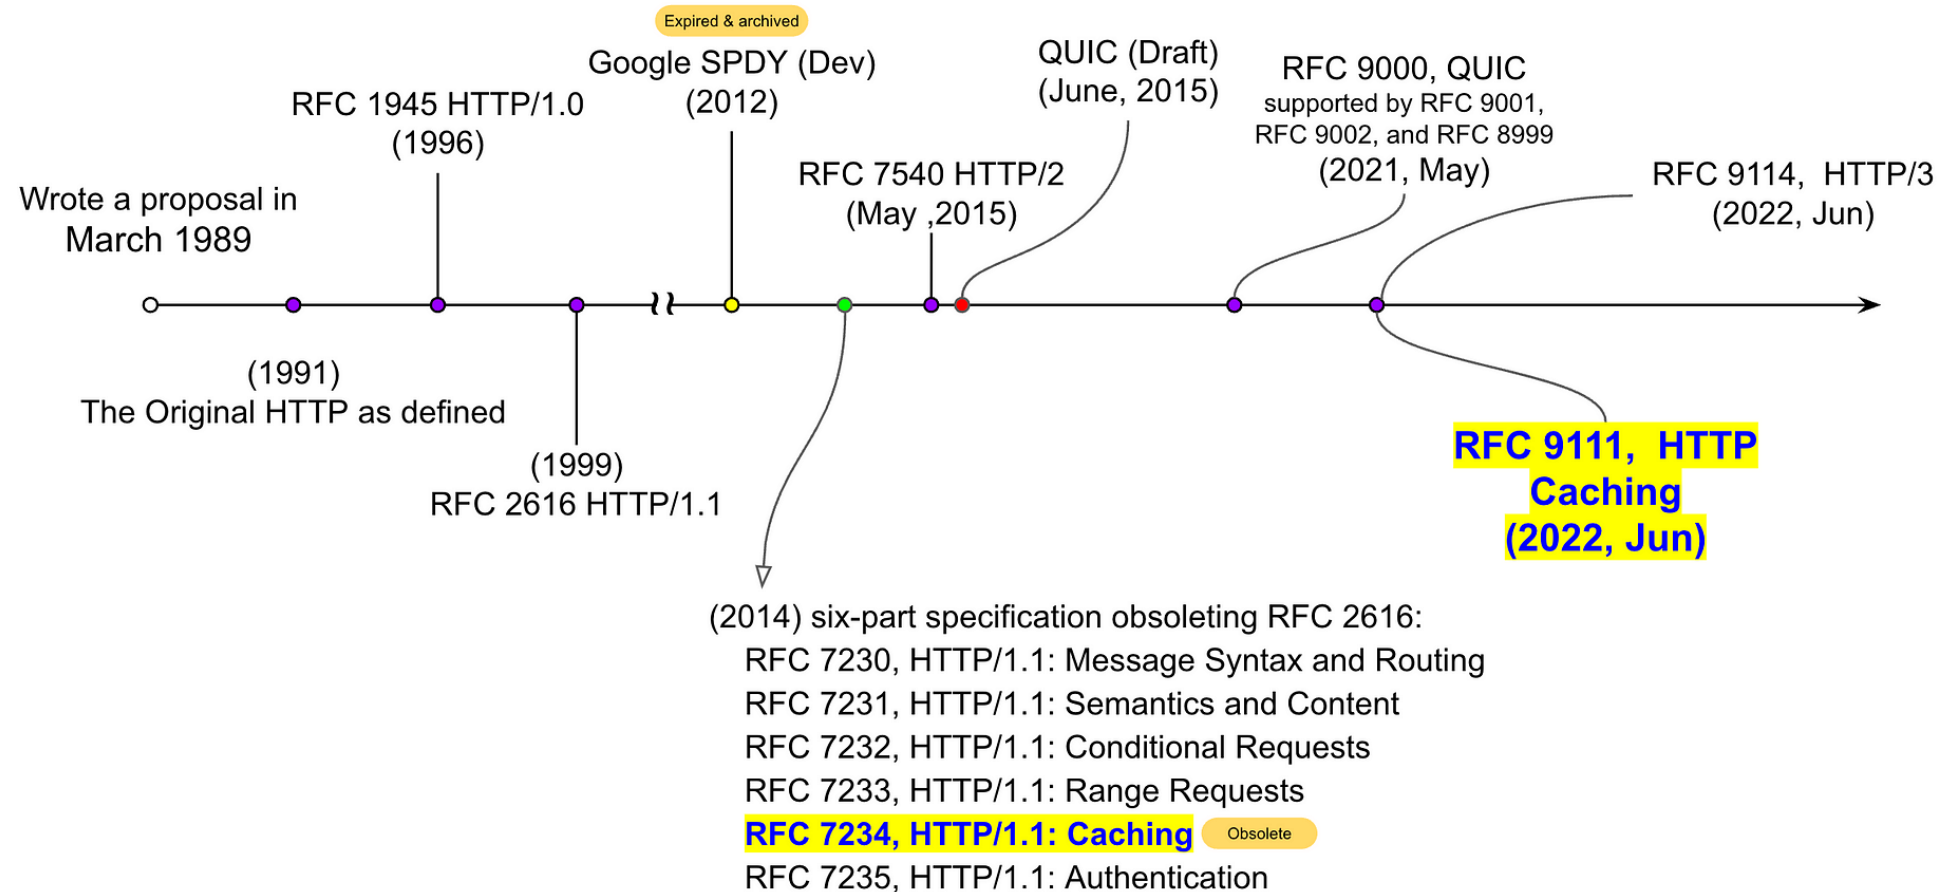 Expired & archived
Google SPDY (Dev)
(2012)
QUIC (Draft)
(June, 2015)
RFC 9000, QUIC
supported by RFC 9001,
RFC 9002, and RFC 8999
(2021, May)
RFC 1945 HTTP/1.0
(1996)
RFC 7540 HTTP/2
(May ,2015)
RFC 9114,  HTTP/3
(2022, Jun)
Wrote a proposal in
March 1989
(1991)
The Original HTTP as defined
(1999)
RFC 2616 HTTP/1.1
RFC 9111,  HTTP
Caching
(2022, Jun)
(2014) six-part specification obsoleting RFC 2616:
RFC 7230, HTTP/1.1: Message Syntax and Routing
RFC 7231, HTTP/1.1: Semantics and Content
RFC 7232, HTTP/1.1: Conditional Requests
RFC 7233, HTTP/1.1: Range Requests
RFC 7234, HTTP/1.1: Caching Obsolete
RFC 7235, HTTP/1.1: Authentication